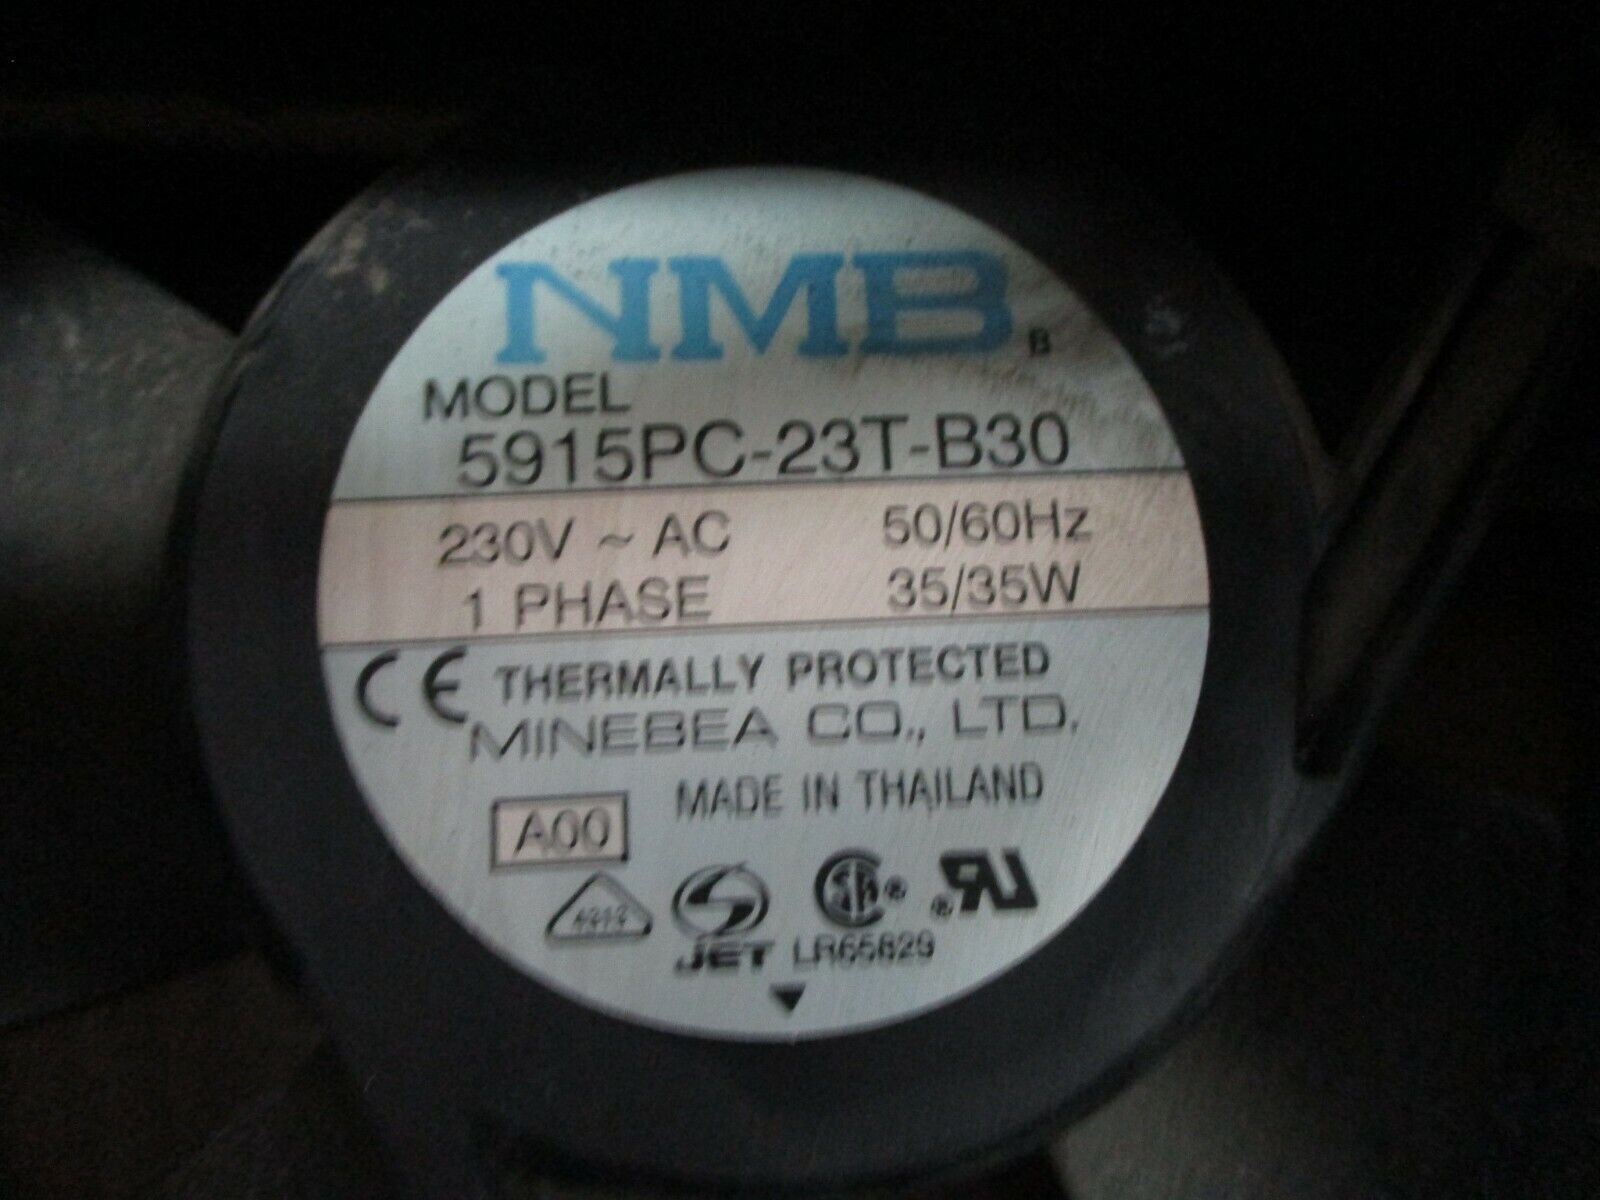 NMB
B
MODEL
5915PC-23T-B30
230V ~ AC 50/60Hz
1 PHASE 35/35W
CE THERMALLY PROTECTED
MINEBEA CO., LTD.
MADE IN THAILAND
A00
JET LR65829